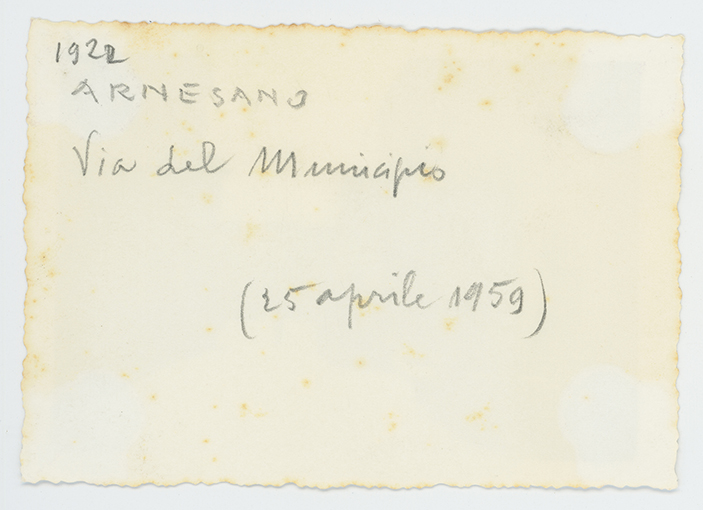 1922
ARNESANO
Via del Municipio
(25 aprile 1959)